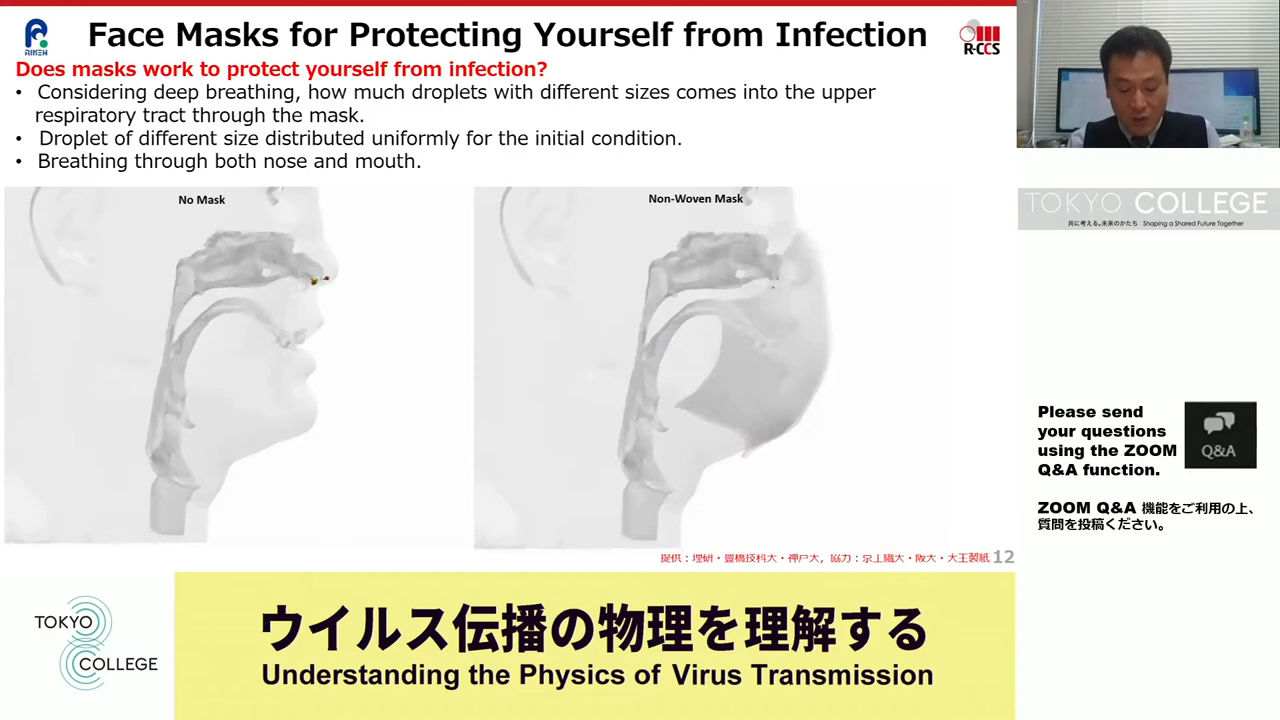 RIKEN
Face Masks for Protecting Yourself from Infection
R-CCS
Does masks work to protect yourself from infection?
• Considering deep breathing, how much droplets with different sizes comes into the upper
respiratory tract through the mask.
• Droplet of different size distributed uniformly for the initial condition.
• Breathing through both nose and mouth.
No Mask
Non-Woven Mask
提供：理研・豊橋技科大・神戸大，協力：京工繊大・阪大・大王製紙 12
TOKYO COLLEGE
共に考える、未来のかたち Shaping a Shared Future Together
Please send
your questions
using the ZOOM
Q&A function.
Q&A
ZOOM Q&A 機能をご利用の上、
質問を投稿ください。
TOKYO
COLLEGE
ウイルス伝播の物理を理解する
Understanding the Physics of Virus Transmission